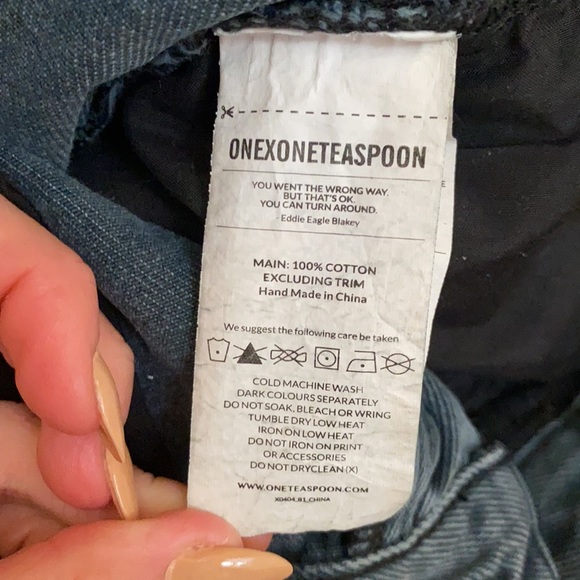 ONEXONETEASPOON
YOU WENT THE WRONG WAY.
BUT THAT'S OK.
YOU CAN TURN AROUND.
- Eddie Eagle Blakey
MAIN: 100% COTTON
EXCLUDING TRIM
Hand Made in China
We suggest the following care be taken
COLD MACHINE WASH
DARK COLOURS SEPARATELY
DO NOT SOAK, BLEACH OR WRING
TUMBLE DRY LOW HEAT
IRON ON LOW HEAT
DO NOT IRON ON PRINT
OR ACCESSORIES
DO NOT DRYCLEAN (X)
WWW.ONETEASPOON.COM
X0404_81_CHINA
E